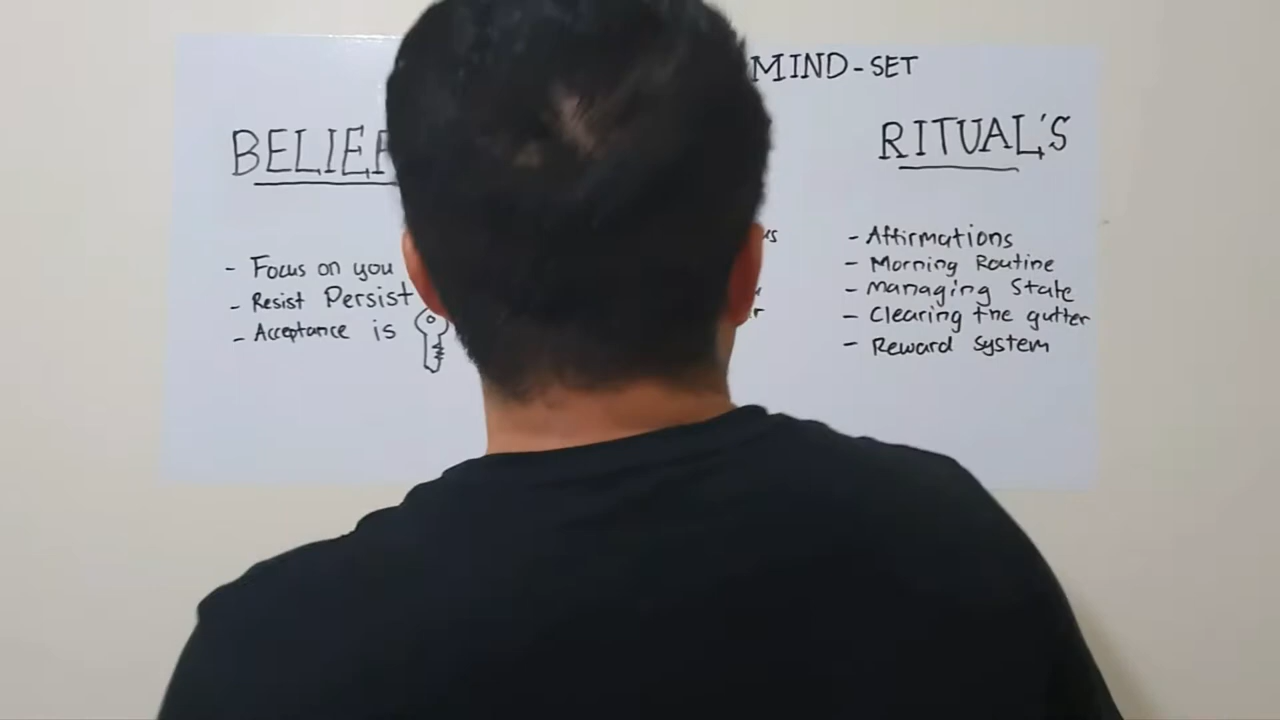 MIND-SET
BELIEF
RITUAL'S
- Focus on you
- Resist Persist
- Acceptance is
- Affirmations
- Morning Routine
- Managing State
- Clearing the gutter
- Reward system